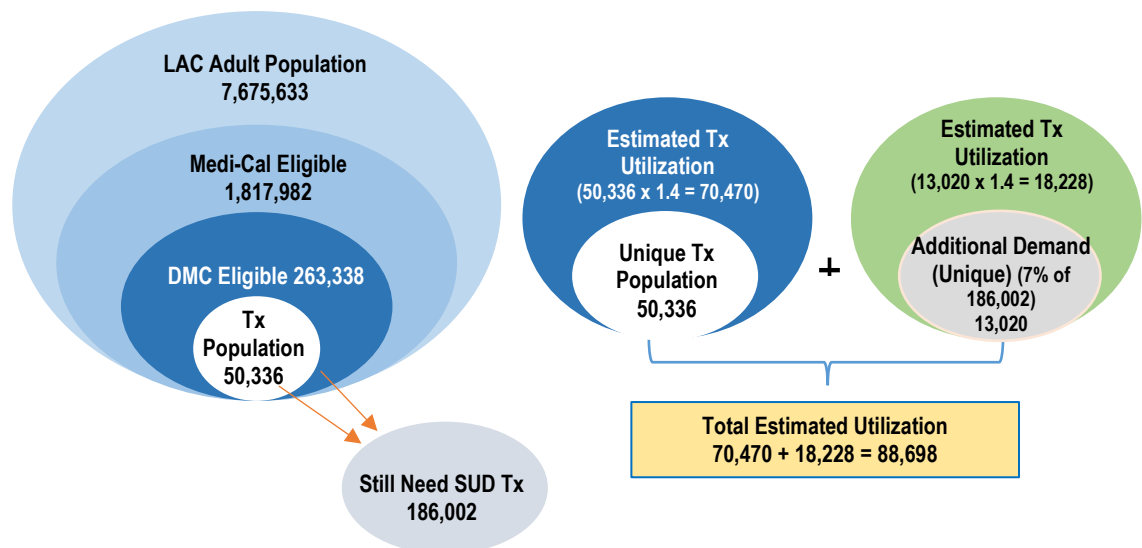 LAC Adult Population
7,675,633
Medi-Cal Eligible
1,817,982
DMC Eligible 263,338
Tx
Population
50,336
Still Need SUD Tx
186,002
Estimated Tx
Utilization
(50,336 x 1.4 = 70,470)
Unique Tx
Population
50,336
+
Estimated Tx
Utilization
(13,020 x 1.4 = 18,228)
Additional Demand
(Unique) (7% of
186,002)
13,020
Total Estimated Utilization
70,470 + 18,228 = 88,698